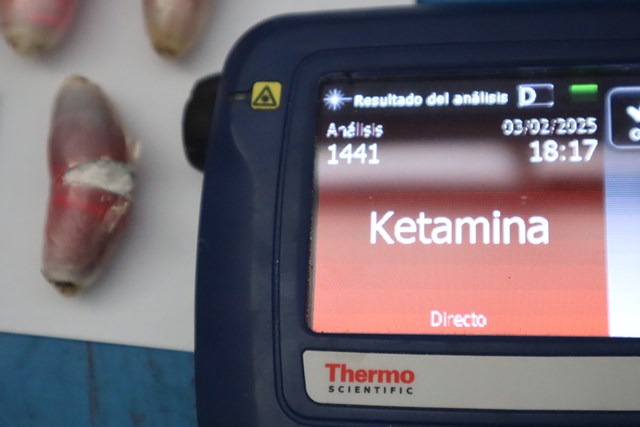 Resultado del análisis D
Análisis 03/02/2025
1441 18:17
Ketamina
Directo
Thermo
SCIENTIFIC